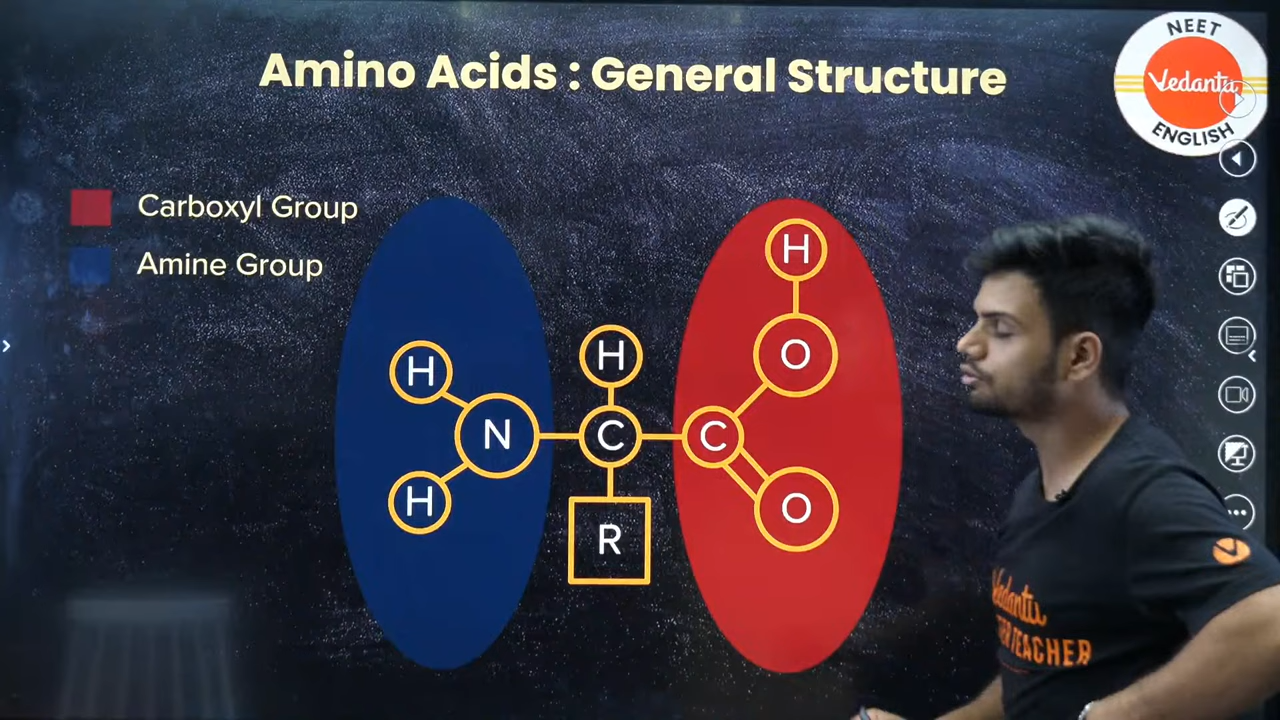 Amino Acids : General Structure
NEET
Vedantu
ENGLISH
Carboxyl Group
Amine Group
H
H
O
H
H
N
C
C
H
R
O
Vedantu
TEACHER